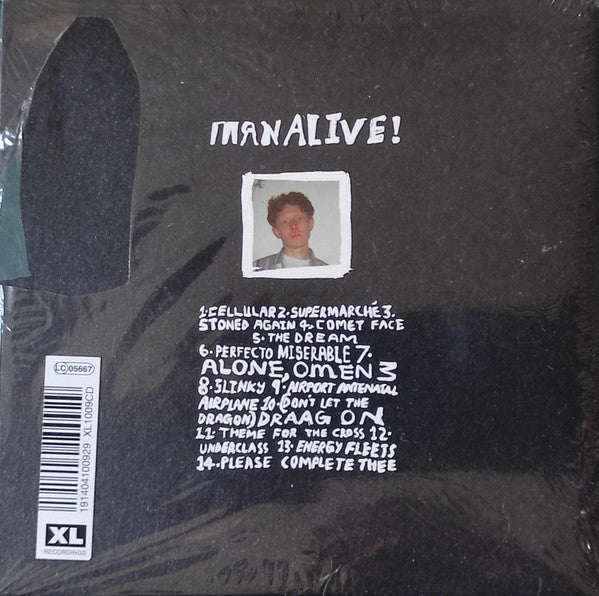 MANALIVE!
1·CELLULAR 2· SUPERMARCHÉ 3·
STONED AGAIN 4· COMET FACE
5· THE DREAM
6· PERFECTO MISERABLE 7·
ALONE, OMEN 3
8·SLINKY 9·AIRPORT ANTENATAL
AIRPLANE 10·(DON'T LET THE
DRAGON) DRAAG ON
11· THEME FOR THE CROSS 12·
UNDERCLASS 13·ENERGY FLEETS
14·PLEASE COMPLETE THEE
LC 05667
191404100929 XL1009CD
XL
RECORDINGS